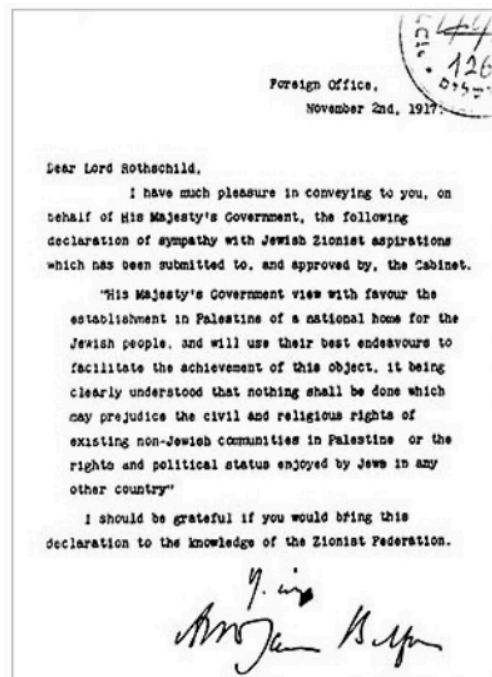 126
Foreign Office,
November 2nd, 1917.
Dear Lord Rothschild,
I have much pleasure in conveying to you, on
behalf of His Majesty's Government, the following
declaration of sympathy with Jewish Zionist aspirations
which has been submitted to, and approved by, the Cabinet.
"His Majesty's Government view with favour the
establishment in Palestine of a national home for the
Jewish people, and will use their best endeavours to
facilitate the achievement of this object, it being
clearly understood that nothing shall be done which
may prejudice the civil and religious rights of
existing non-Jewish communities in Palestine or the
rights and political status enjoyed by Jews in any
other country"
I should be grateful if you would bring this
declaration to the knowledge of the Zionist Federation.